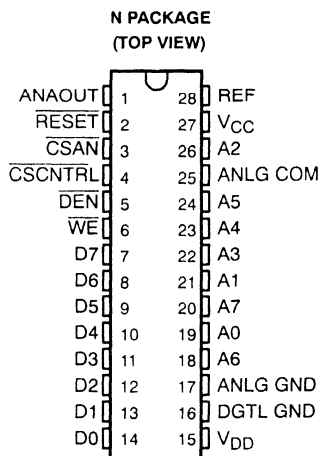 N PACKAGE
(TOP VIEW)
ANAOUT 1 28 REF
RESET 2 27 VCC
CSAN 3 26 A2
CSCNTRL 4 25 ANLG COM
DEN 5 24 A5
WE 6 23 A4
D7 7 22 A3
D6 8 21 A1
D5 9 20 A7
D4 10 19 A0
D3 11 18 A6
D2 12 17 ANLG GND
D1 13 16 DGTL GND
D0 14 15 VDD